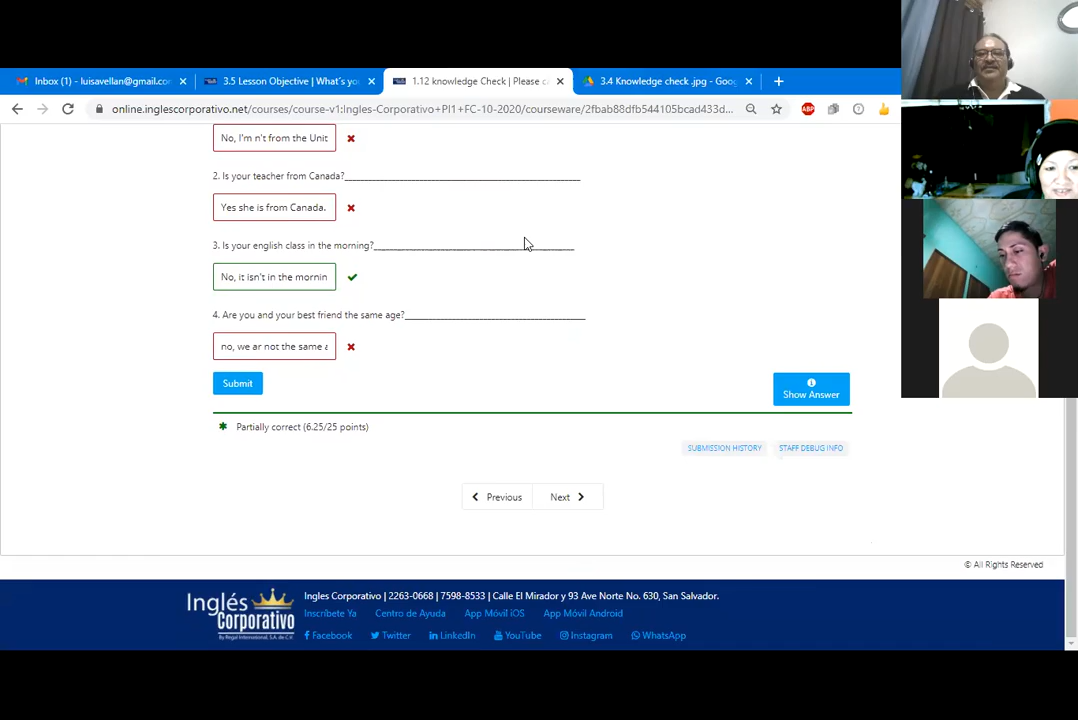 Inbox (1) - luisavellan@gmail.co
3.5 Lesson Objective | What's yo
1.12 knowledge Check | Please c
3.4 Knowledge check .jpg - Goo
online.inglescorporativo.net/courses/course-v1:Ingles-Corporativo+PI1+FC-10-2020/courseware/2fbab88dfb544105bcad433d...
ABP
No, I'm n't from the Unit
2. Is your teacher from Canada?
Yes she is from Canada.
3. Is your english class in the morning?
No, it isn't in the mornin
4. Are you and your best friend the same age?
no, we ar not the same a
Submit
Show Answer
Partially correct (6.25/25 points)
SUBMISSION HISTORY STAFF DEBUG INFO
Previous Next
© All Rights Reserved
Inglés Corporativo
By Regal International, S.A. de C.V.
Ingles Corporativo | 2263-0668 | 7598-8533 | Calle El Mirador y 93 Ave Norte No. 630, San Salvador.
Inscríbete Ya Centro de Ayuda App Móvil iOS App Móvil Android
Facebook Twitter LinkedIn YouTube Instagram WhatsApp